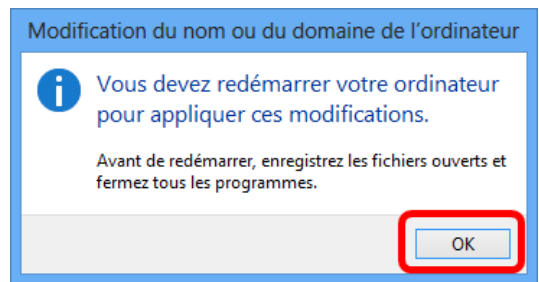 Modification du nom ou du domaine de l’ordinateur
Vous devez redémarrer votre ordinateur
pour appliquer ces modifications.
Avant de redémarrer, enregistrez les fichiers ouverts et
fermez tous les programmes.
OK